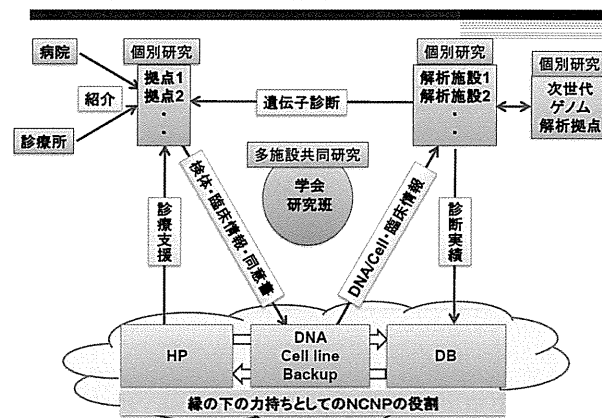 病院
紹介
診療所
個別研究
拠点1
拠点2
・
・
遺伝子診断
個別研究
解析施設1
解析施設2
・
・
個別研究
次世代
ゲノム
解析拠点
多施設共同研究
学会
研究班
診療支援
検体・臨床情報・同意書
DNA/Cell・臨床情報
診断実績
HP
DNA
Cell line
Backup
DB
縁の下の力持ちとしてのNCNPの役割